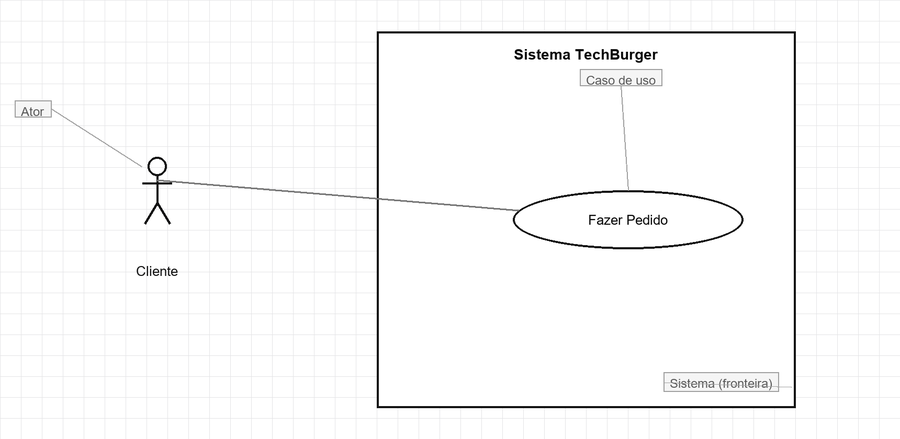 Sistema TechBurger
Caso de uso
Ator
Fazer Pedido
Cliente
Sistema (fronteira)